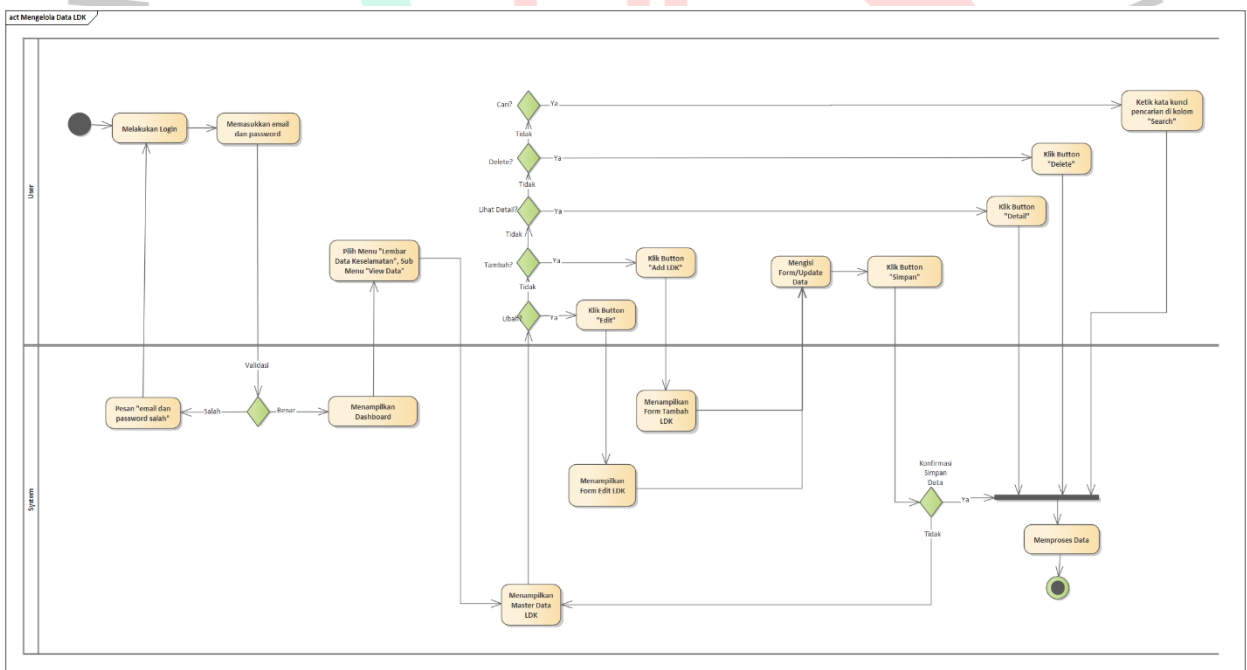 act Mengelola Data LDK
User
Melakukan Login
Memasukkan email
dan password
Cari?
Ya
Ketik kata kunci
pencarian di kolom
"Search"
Tidak
Delete?
Ya
Klik Button
"Delete"
Tidak
Lihat Detail?
Ya
Klik Button
"Detail"
Tidak
Pilih Menu "Lembar
Data Keselamatan", Sub
Menu "View Data"
Tambah?
Ya
Klik Button
"Add LDK"
Mengisi
Form/Update
Data
Klik Button
"Simpan"
Tidak
Ubah?
Ya
Klik Button
"Edit"
System
Validasi
Pesan "email dan
password salah"
Salah
Benar
Menampilkan
Dashboard
Menampilkan
Form Tambah
LDK
Menampilkan
Form Edit LDK
Konfirmasi
Simpan
Data
Ya
Tidak
Memproses Data
Menampilkan
Master Data
LDK